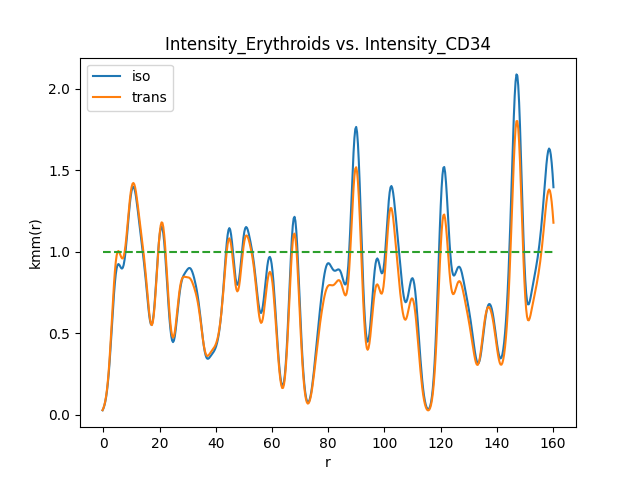 Intensity_Erythroids vs. Intensity_CD34
iso
trans
2.0
1.5
1.0
0.5
0.0
kmm(r)
0 20 40 60 80 100 120 140 160
r